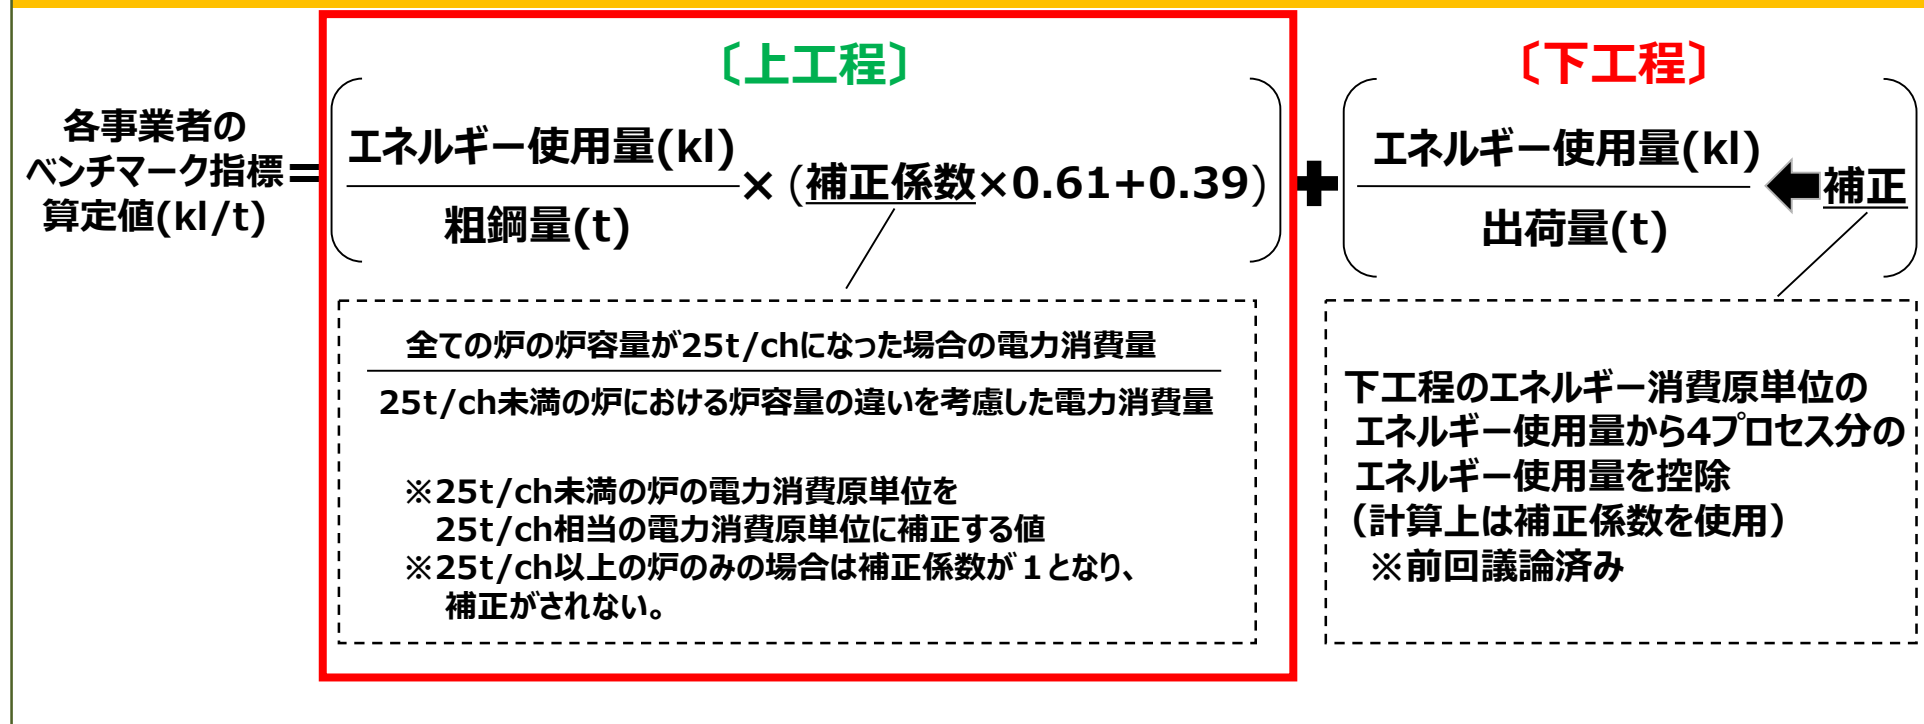 各事業者の
ベンチマーク指標
算定値(kl/t)
=
〔上工程〕
エネルギー使用量(kl)
粗鋼量(t)
×（補正係数×0.61+0.39）
+
〔下工程〕
エネルギー使用量(kl)
出荷量(t)
補正
全ての炉の炉容量が25t/chになった場合の電力消費量
25t/ch未満の炉における炉容量の違いを考慮した電力消費量
※25t/ch未満の炉の電力消費原単位を
25t/ch相当の電力消費原単位に補正する値
※25t/ch以上の炉のみの場合は補正係数が１となり、
補正がされない。
下工程のエネルギー消費原単位の
エネルギー使用量から4プロセス分の
エネルギー使用量を控除
（計算上は補正係数を使用）
※前回議論済み